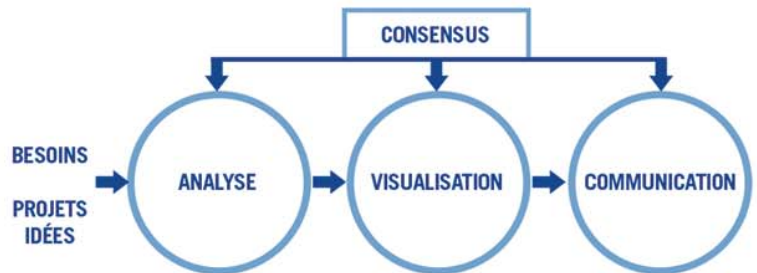 CONSENSUS
BESOINS
PROJETS
IDÉES
ANALYSE
VISUALISATION
COMMUNICATION